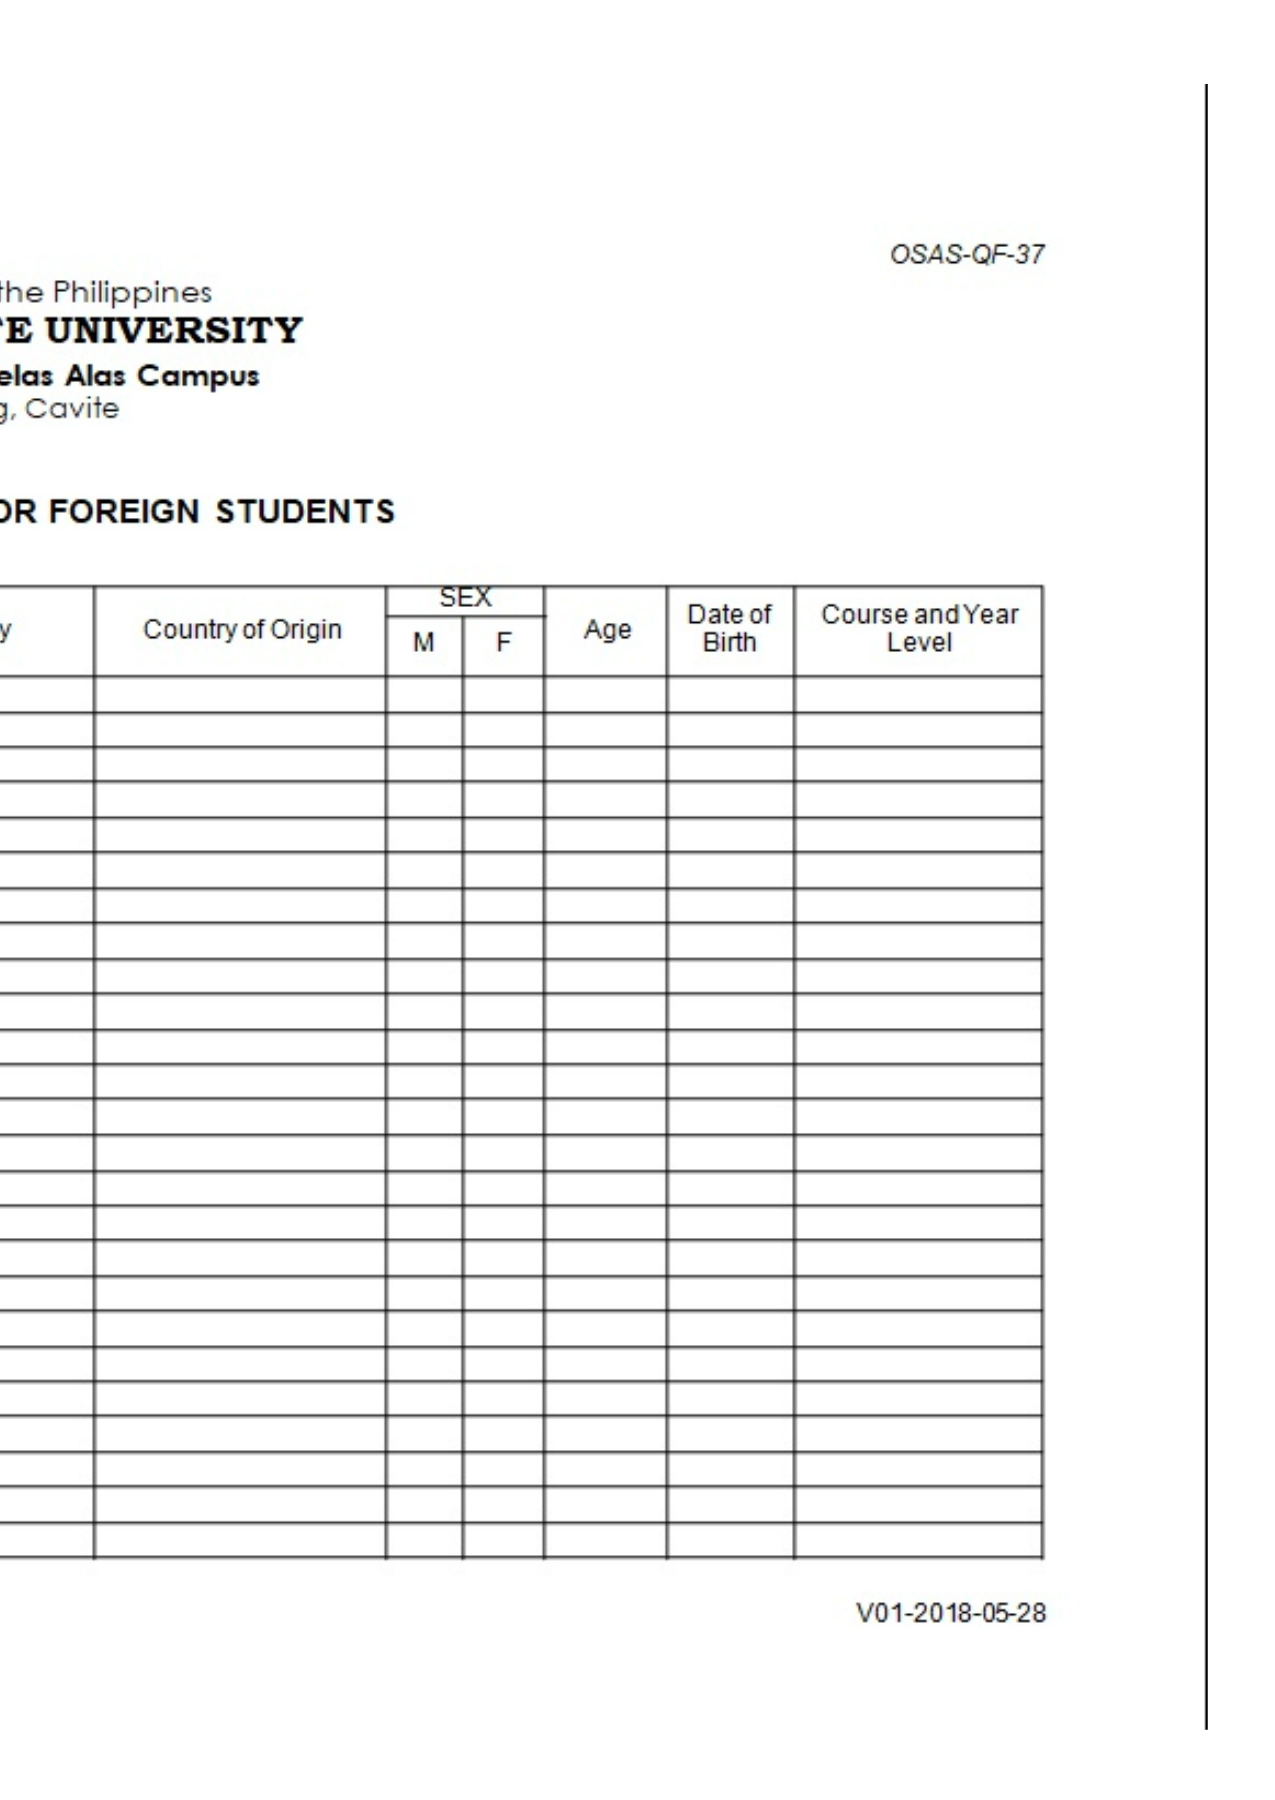 OSAS-QF-37
the Philippines
TE UNIVERSITY
elas Alas Campus
g, Cavite
OR FOREIGN STUDENTS
y
Country of Origin
SEX
M
F
Age
Date of
Birth
Course and Year
Level
V01-2018-05-28